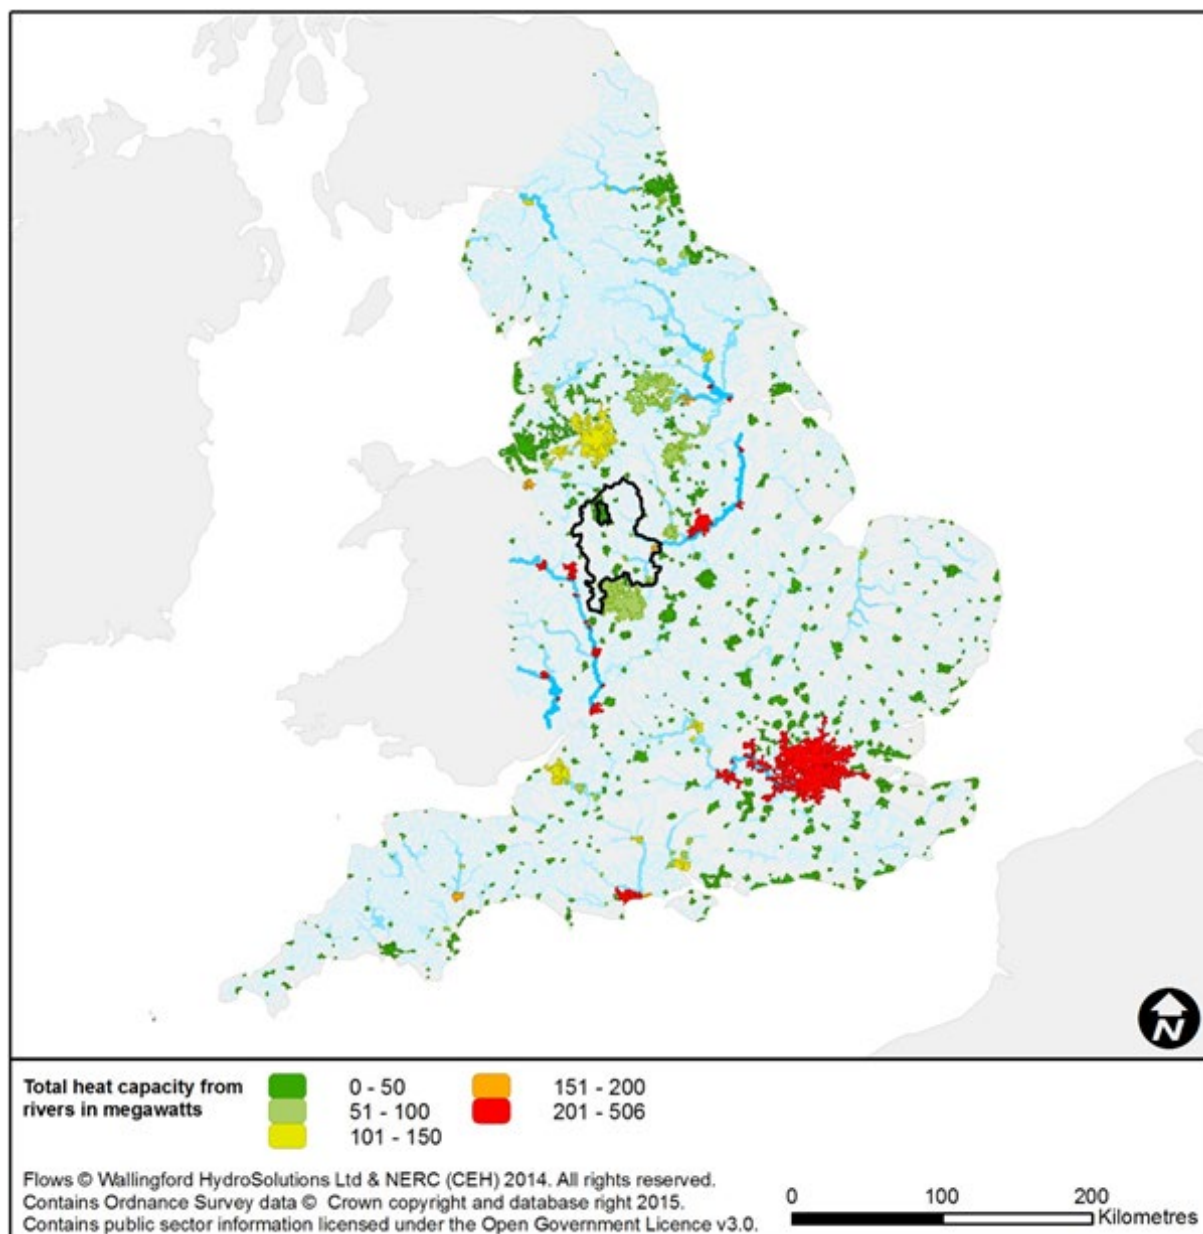 N
Total heat capacity from
rivers in megawatts
0 - 50
51 - 100
101 - 150
151 - 200
201 - 506
Flows © Wallingford HydroSolutions Ltd & NERC (CEH) 2014. All rights reserved.
Contains Ordnance Survey data © Crown copyright and database right 2015.
Contains public sector information licensed under the Open Government Licence v3.0.
0 100 200
Kilometres